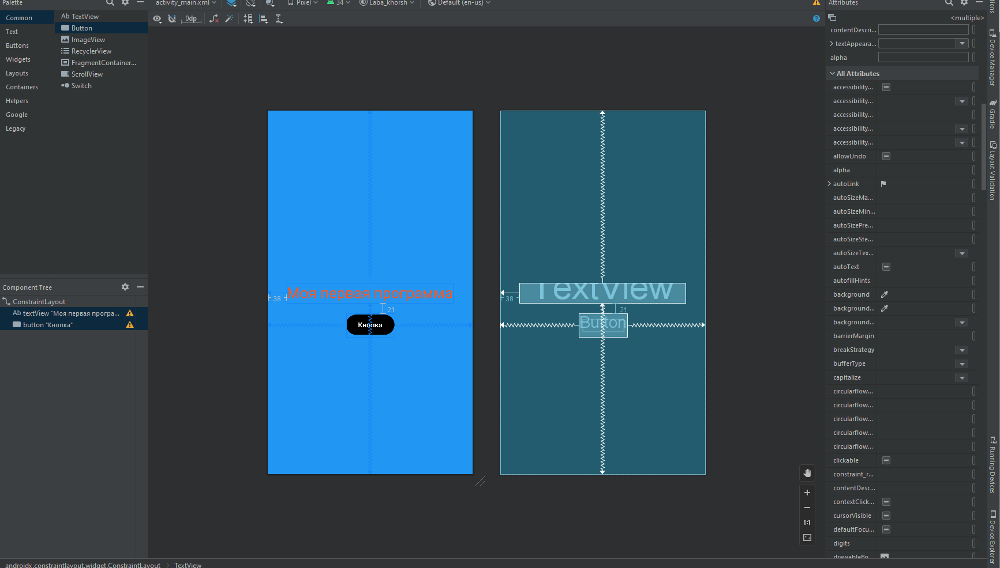 Palette
activity_main.xml
Pixel
34
Laba_khorsh
Default (en-us)
Attributes
Common
Text
Buttons
Widgets
Layouts
Containers
Helpers
Google
Legacy
Ab TextView
Button
ImageView
RecyclerView
FragmentContainer...
ScrollView
Switch
0dp
?
<multiple>
contentDescri...
textAppeara...
alpha
All Attributes
accessibility...
accessibility...
accessibility...
accessibility...
accessibility...
allowUndo
alpha
autoLink
autoSizeMa...
autoSizeMin...
autoSizePre...
autoSizeSte...
autoSizeTex...
autoText
autofillHints
background
background...
background...
barrierMargin
breakStrategy
bufferType
capitalize
circularflow...
circularflow...
circularflow...
circularflow...
circularflow...
clickable
constraint_r...
contentDesc...
contextClick...
cursorVisible
defaultFocu...
digits
drawableBo...
Component Tree
ConstraintLayout
Ab textView "Моя первая програ...
button "Кнопка"
38
Моя первая программа
21
Кнопка
38
TextView
21
Button
1:1
Device Manager
Gradle
Layout Validation
Running Devices
Device Explorer
androidx.constraintlayout.widget.ConstraintLayout
TextView